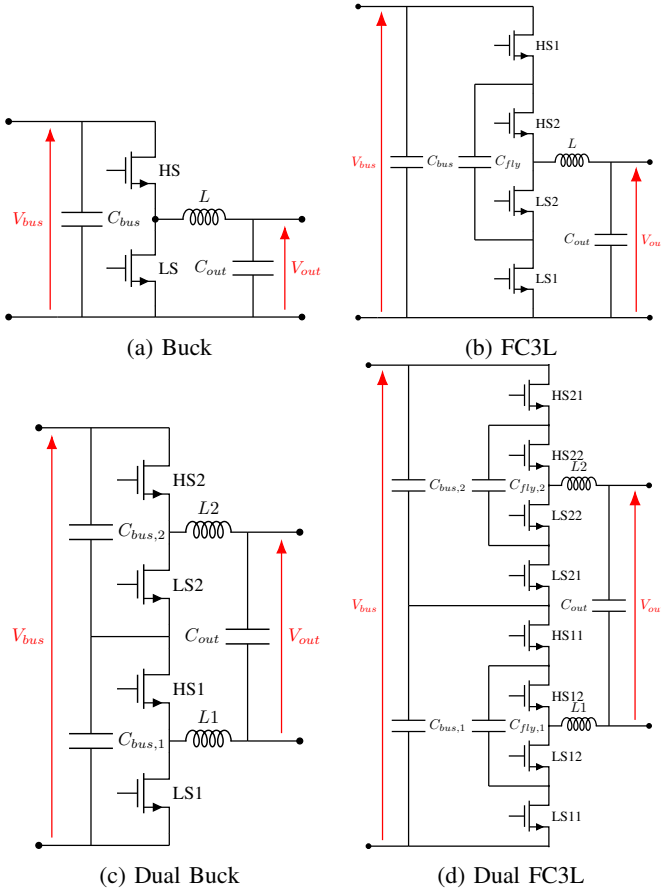 HS
V_bus
C_bus
L
LS
C_out
V_out
(a) Buck
HS1
HS2
V_bus
C_bus
C_fly
L
LS2
C_out
V_ou
LS1
(b) FC3L
HS2
L2
C_bus,2
LS2
V_bus
C_out
V_out
HS1
L1
C_bus,1
LS1
(c) Dual Buck
HS21
HS22
L2
C_bus,2
C_fly,2
LS22
LS21
V_bus
C_out
V_ou
HS11
HS12
L1
C_bus,1
C_fly,1
LS12
LS11
(d) Dual FC3L